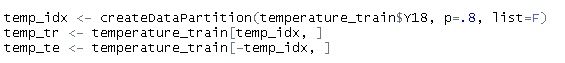 temp_idx <- createDataPartition(temperature_train$Y18, p=.8, list=F)
temp_tr <- temperature_train[temp_idx, ]
temp_te <- temperature_train[-temp_idx, ]